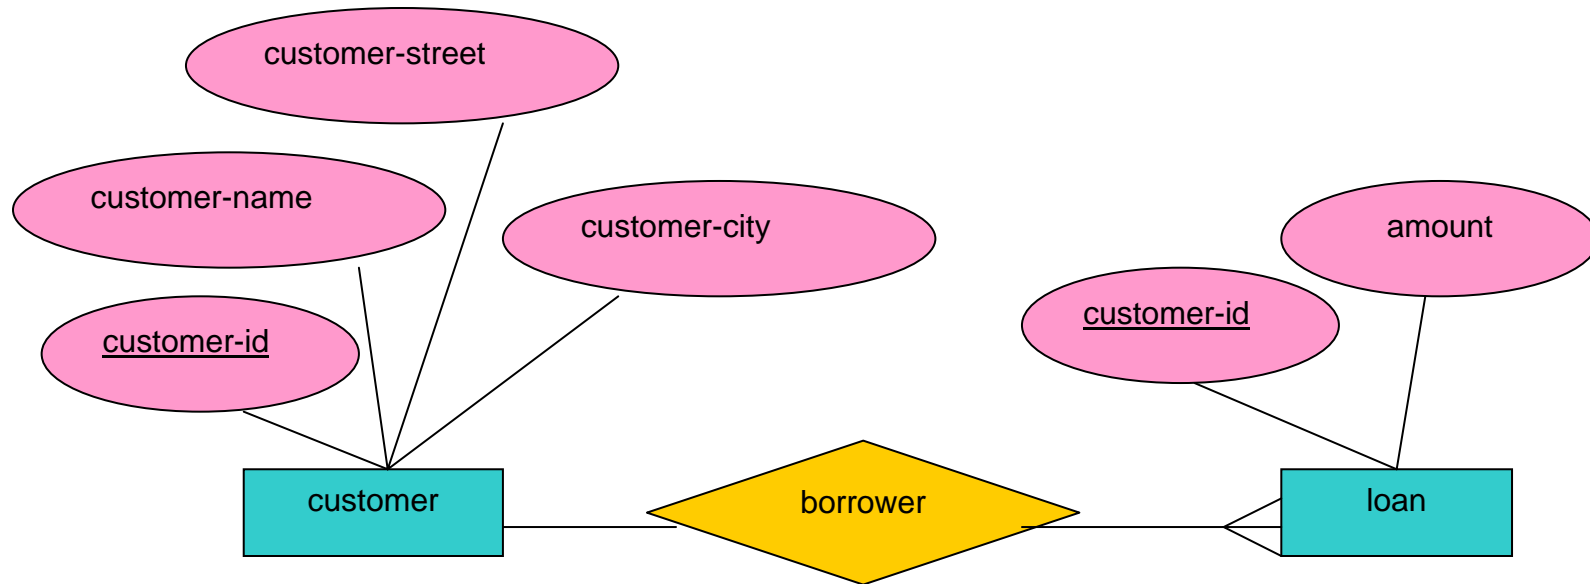 customer-street
customer-name
customer-city
amount
customer-id
customer-id
customer
borrower
loan